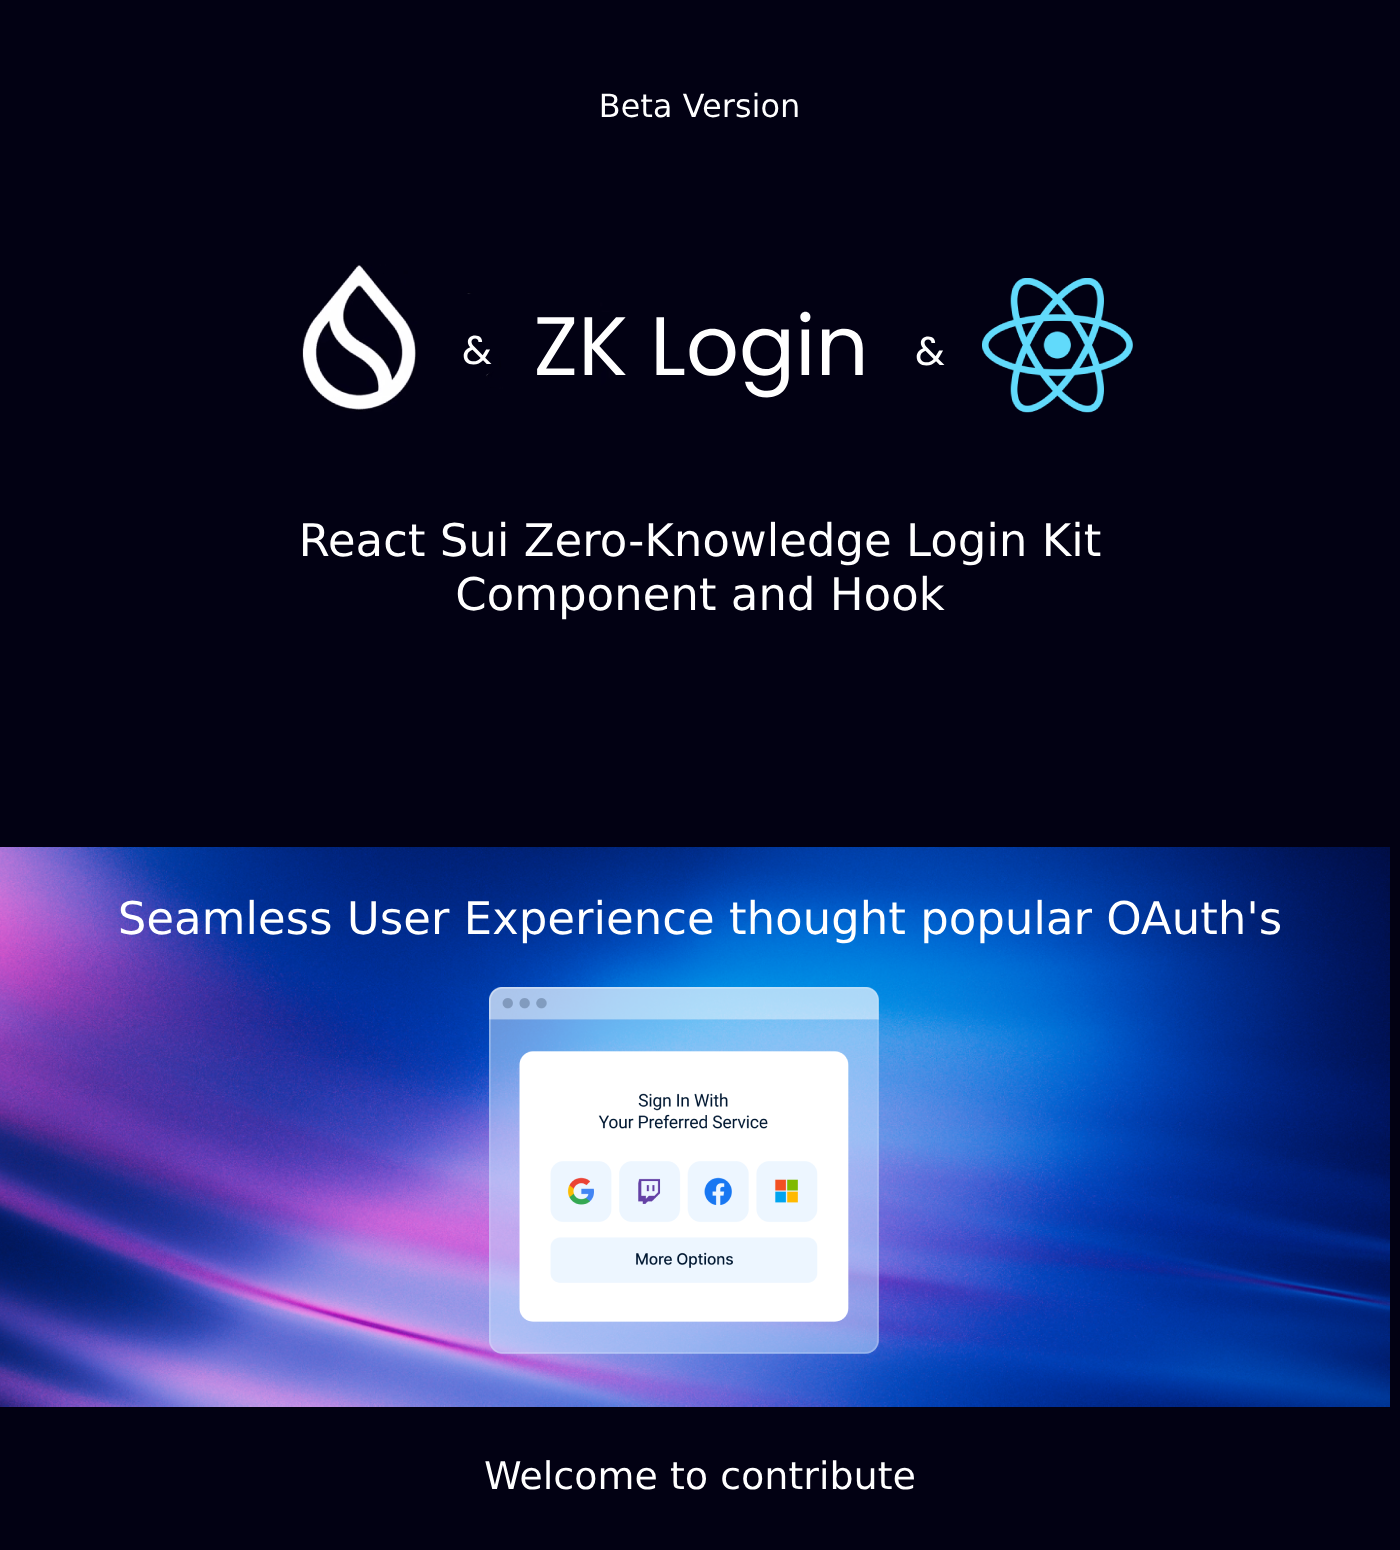 Beta Version
& ZK Login &
React Sui Zero-Knowledge Login Kit
Component and Hook
Seamless User Experience thought popular OAuth's
Sign In With
Your Preferred Service
More Options
Welcome to contribute